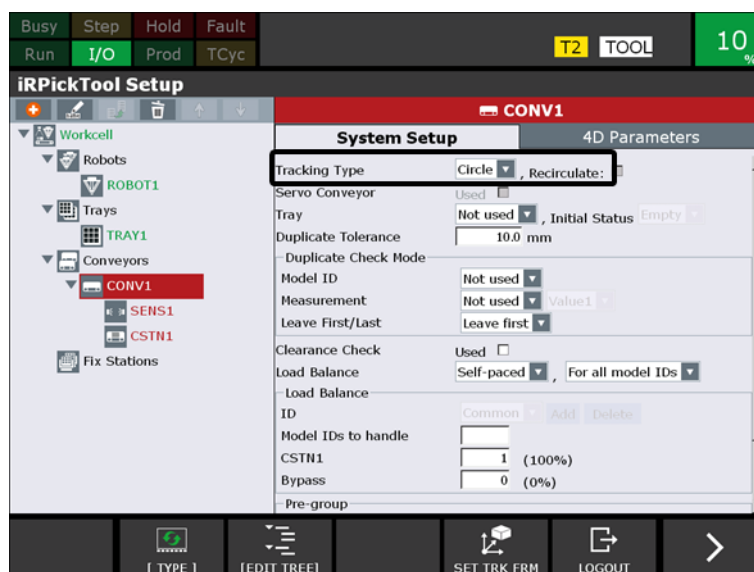 Busy Step Hold Fault
Run I/O Prod TCyc
T2 TOOL
10 %
iRPickTool Setup
CONV1
Workcell
Robots
ROBOT1
Trays
TRAY1
Conveyors
CONV1
SENS1
CSTN1
Fix Stations
System Setup 4D Parameters
Tracking Type Circle , Recirculate:
Servo Conveyor Used
Tray Not used , Initial Status Empty
Duplicate Tolerance 10.0 mm
Duplicate Check Mode
Model ID Not used
Measurement Not used Value1
Leave First/Last Leave first
Clearance Check Used
Load Balance Self-paced , For all model IDs
Load Balance
ID Common Add Delete
Model IDs to handle
CSTN1 1 (100%)
Bypass 0 (0%)
Pre-group
[ TYPE ] [EDIT TREE] SET TRK FRM LOGOUT